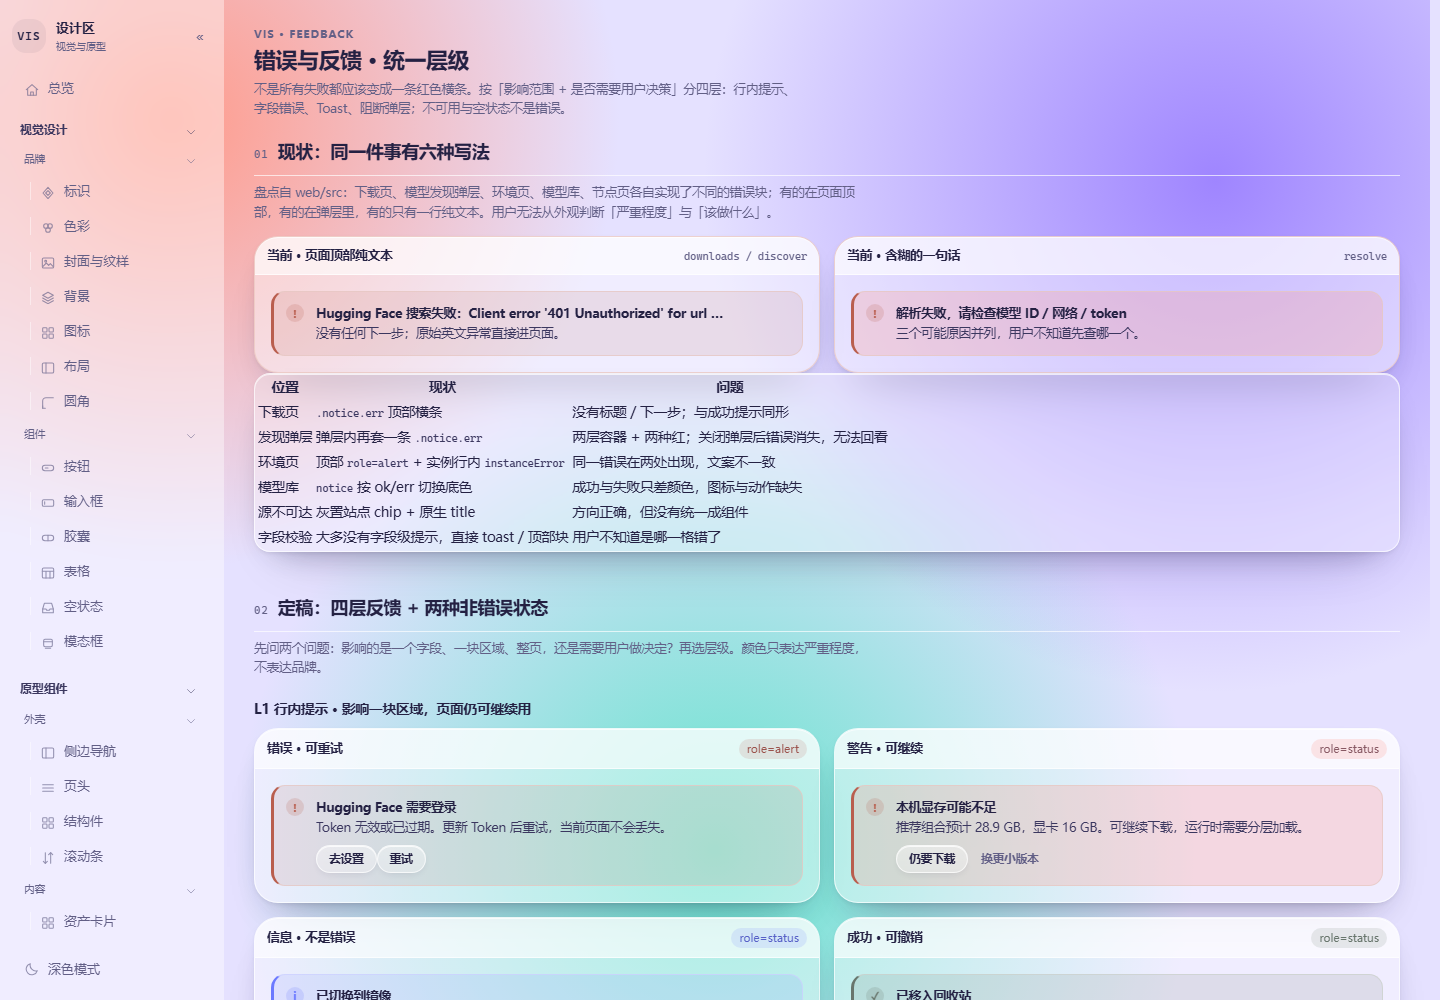 VIS
设计区
视觉与原型
«
总览
视觉设计
品牌
标识
色彩
封面与纹样
背景
图标
布局
圆角
组件
按钮
输入框
胶囊
表格
空状态
模态框
原型组件
外壳
侧边导航
页头
结构件
滚动条
内容
资产卡片
深色模式
VIS • FEEDBACK
错误与反馈 • 统一层级
不是所有失败都应该变成一条红色横条。按「影响范围 + 是否需要用户决策」分四层：行内提示、
字段错误、Toast、阻断弹层；不可用与空状态不是错误。
01 现状：同一件事有六种写法
盘点自 web/src：下载页、模型发现弹层、环境页、模型库、节点页各自实现了不同的错误块；有的在页面顶
部，有的在弹层里，有的只有一行纯文本。用户无法从外观判断「严重程度」与「该做什么」。
当前 • 页面顶部纯文本 downloads / discover
! Hugging Face 搜索失败：Client error '401 Unauthorized' for url ...
没有任何下一步；原始英文异常直接进页面。
当前 • 含糊的一句话 resolve
! 解析失败，请检查模型 ID / 网络 / token
三个可能原因并列，用户不知道先查哪一个。
位置 现状 问题
下载页 .notice.err 顶部横条 没有标题 / 下一步；与成功提示同形
发现弹层 弹层内再套一条 .notice.err 两层容器 + 两种红；关闭弹层后错误消失，无法回看
环境页 顶部 role=alert + 实例行内 instanceError 同一错误在两处出现，文案不一致
模型库 notice 按 ok/err 切换底色 成功与失败只差颜色，图标与动作缺失
源不可达 灰置站点 chip + 原生 title 方向正确，但没有统一成组件
字段校验 大多没有字段级提示，直接 toast / 顶部块 用户不知道是哪一格错了
02 定稿：四层反馈 + 两种非错误状态
先问两个问题：影响的是一个字段、一块区域、整页，还是需要用户做决定？再选层级。颜色只表达严重程度，
不表达品牌。
L1 行内提示 • 影响一块区域，页面仍可继续用
错误 • 可重试 role=alert
! Hugging Face 需要登录
Token 无效或已过期。更新 Token 后重试，当前页面不会丢失。
去设置 重试
警告 • 可继续 role=status
! 本机显存可能不足
推荐组合预计 28.9 GB，显卡 16 GB。可继续下载，运行时需要分层加载。
仍要下载 换更小版本
信息 • 不是错误 role=status
i 已切换到镜像
成功 • 可撤销 role=status
✓ 已移入回收站